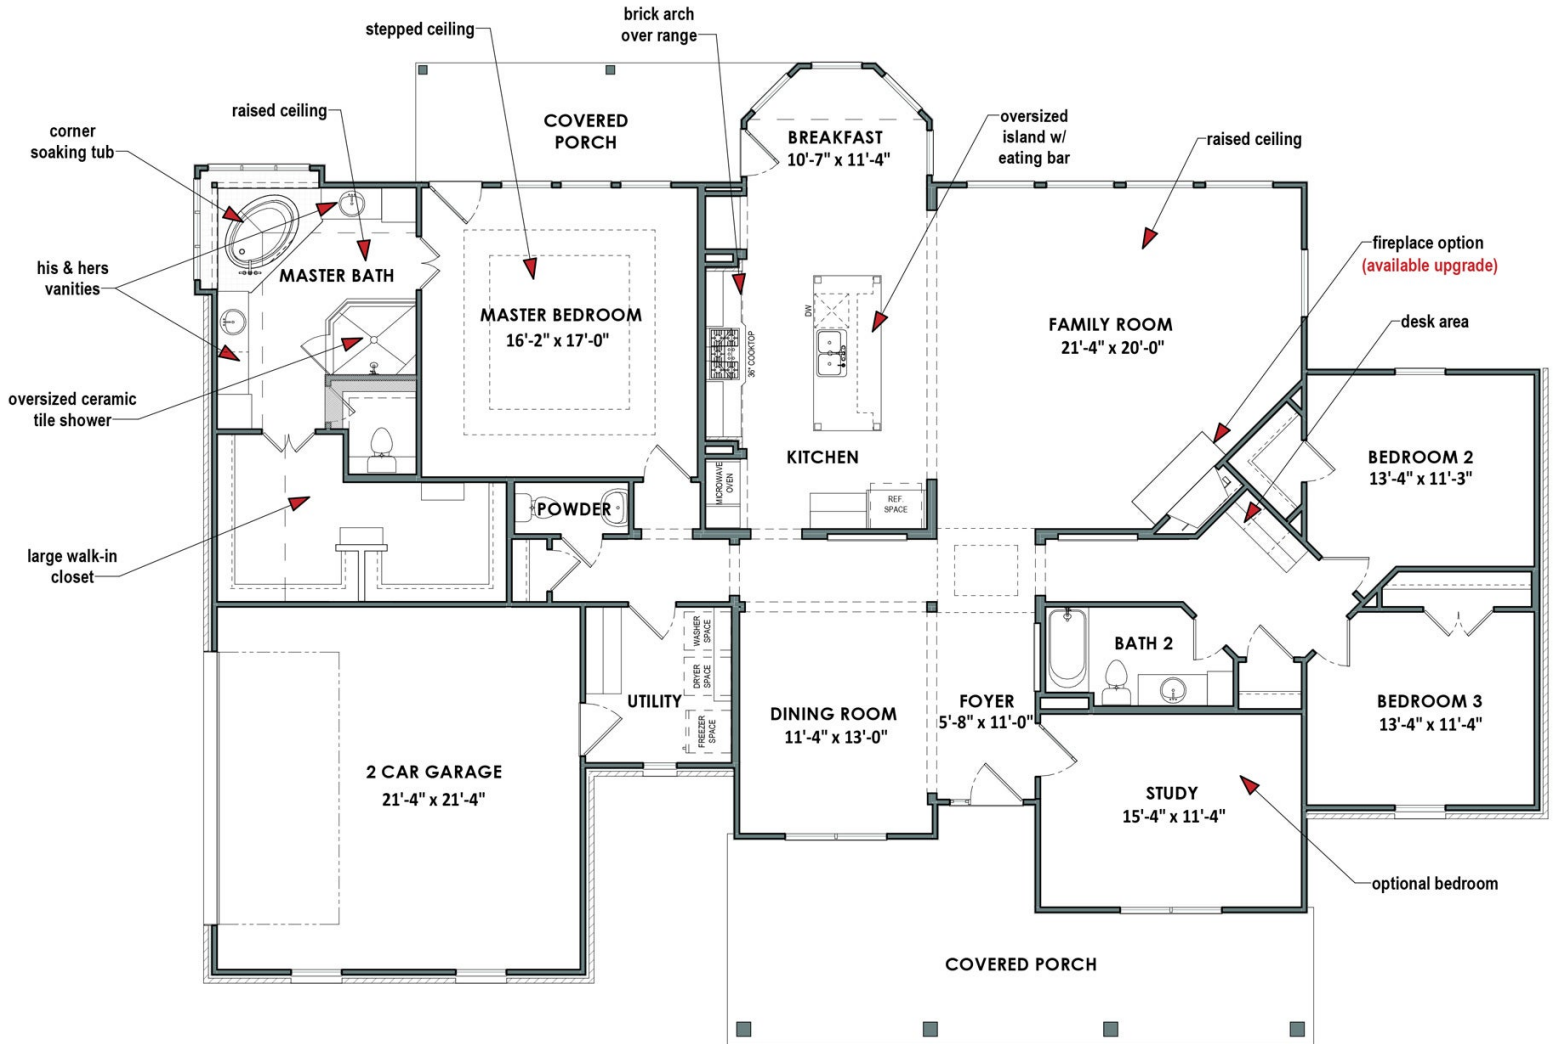 brick arch
over range
stepped ceiling
raised ceiling
corner
soaking tub
COVERED
PORCH
BREAKFAST
10'-7" x 11'-4"
oversized
island w/
eating bar
raised ceiling
fireplace option
(available upgrade)
his & hers
vanities
MASTER BATH
MASTER BEDROOM
16'-2" x 17'-0"
DW
36" COOKTOP
FAMILY ROOM
21'-4" x 20'-0"
desk area
oversized ceramic
tile shower
KITCHEN
MICROWAVE
OVEN
REF.
SPACE
BEDROOM 2
13'-4" x 11'-3"
POWDER
large walk-in
closet
WASHER
SPACE
DRYER
SPACE
FREEZER
SPACE
UTILITY
BATH 2
DINING ROOM
11'-4" x 13'-0"
FOYER
5'-8" x 11'-0"
BEDROOM 3
13'-4" x 11'-4"
2 CAR GARAGE
21'-4" x 21'-4"
STUDY
15'-4" x 11'-4"
optional bedroom
COVERED PORCH